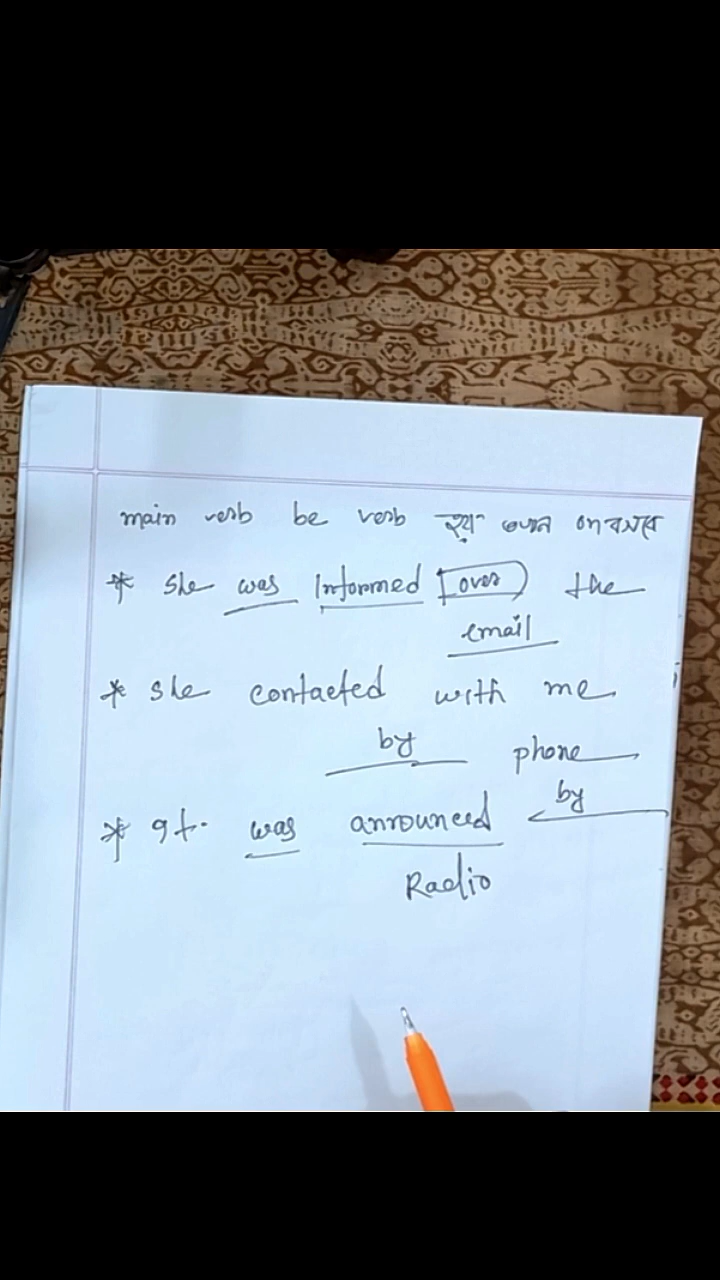 main verb be verb হয় তখন over বসবে
* She was Informed over the
email
* She contacted with me
by phone
* It. was announced by
Radio